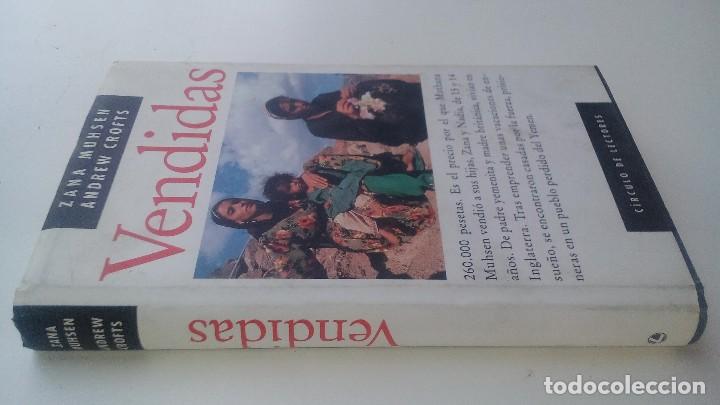 ZANA MUHSEN
ANDREW CROFTS
Vendidas
260.000 pesetas. Es el precio por el que Muthana
Muhsen vendió a sus hijas, Zana y Nadia, de 15 y 14
años. De padre yemenita y madre británica, vivían en
Inglaterra. Tras emprender unas vacaciones de en-
sueño, se encontraron casadas por la fuerza, prisio-
neras en un pueblo perdido del Yemen.
CÍRCULO DE LECTORES
ZANA
MUHSEN
ANDREW
CROFTS
Vendidas
todocoleccion.net